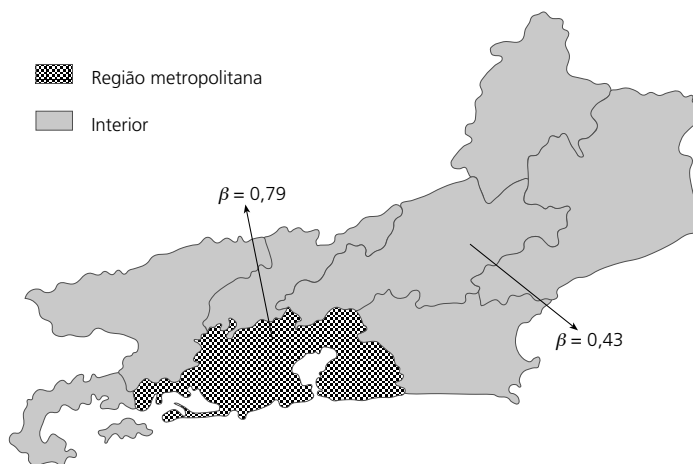 Região metropolitana
Interior
β = 0,79
β = 0,43